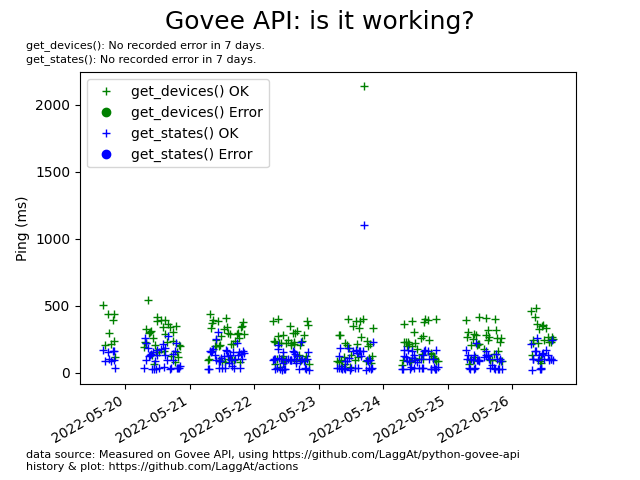 Govee API: is it working?
get_devices(): No recorded error in 7 days.
get_states(): No recorded error in 7 days.
get_devices() OK
get_devices() Error
get_states() OK
get_states() Error
Ping (ms)
2000
1500
1000
500
0
2022-05-20
2022-05-21
2022-05-22
2022-05-23
2022-05-24
2022-05-25
2022-05-26
data source: Measured on Govee API, using https://github.com/LaggAt/python-govee-api
history & plot: https://github.com/LaggAt/actions